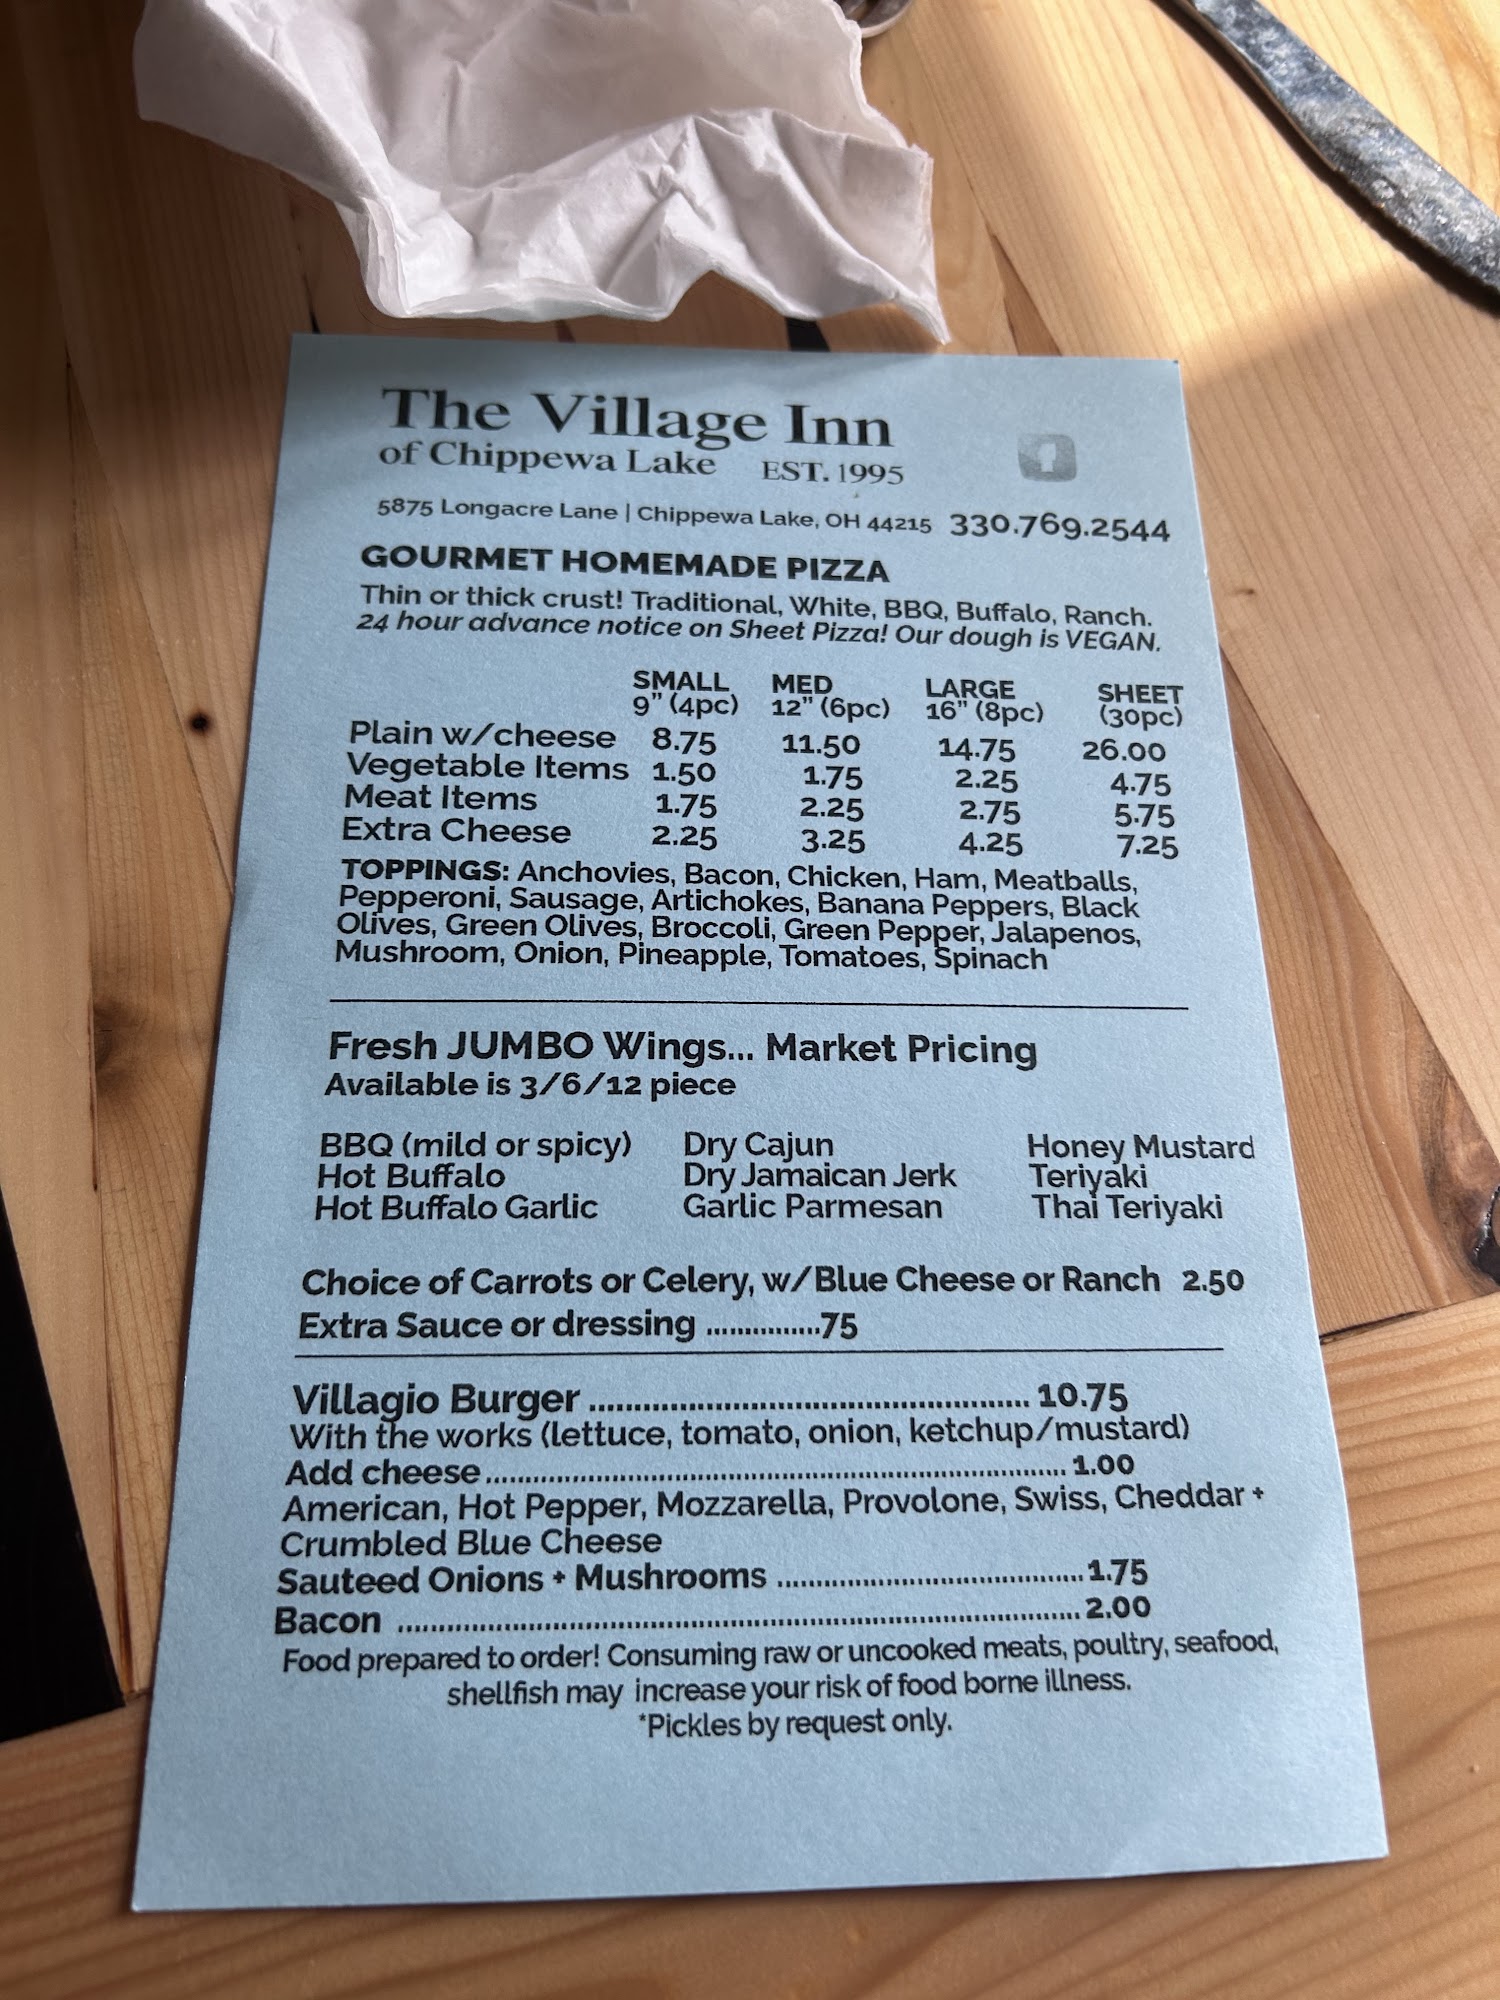 The Village Inn
of Chippewa Lake EST. 1995
5875 Longacre Lane | Chippewa Lake, OH 44215 330.769.2544
GOURMET HOMEMADE PIZZA
Thin or thick crust! Traditional, White, BBQ, Buffalo, Ranch.
24 hour advance notice on Sheet Pizza! Our dough is VEGAN.
SMALL MED LARGE SHEET
9" (4pc) 12" (6pc) 16" (8pc) (30pc)
Plain w/cheese 8.75 11.50 14.75 26.00
Vegetable Items 1.50 1.75 2.25 4.75
Meat Items 1.75 2.25 2.75 5.75
Extra Cheese 2.25 3.25 4.25 7.25
TOPPINGS: Anchovies, Bacon, Chicken, Ham, Meatballs,
Pepperoni, Sausage, Artichokes, Banana Peppers, Black
Olives, Green Olives, Broccoli, Green Pepper, Jalapenos,
Mushroom, Onion, Pineapple, Tomatoes, Spinach
Fresh JUMBO Wings... Market Pricing
Available is 3/6/12 piece
BBQ (mild or spicy) Dry Cajun Honey Mustard
Hot Buffalo Dry Jamaican Jerk Teriyaki
Hot Buffalo Garlic Garlic Parmesan Thai Teriyaki
Choice of Carrots or Celery, w/Blue Cheese or Ranch 2.50
Extra Sauce or dressing ...............75
Villagio Burger ................................................ 10.75
With the works (lettuce, tomato, onion, ketchup/mustard)
Add cheese ........................................................................ 1.00
American, Hot Pepper, Mozzarella, Provolone, Swiss, Cheddar +
Crumbled Blue Cheese
Sauteed Onions + Mushrooms ...................................... 1.75
Bacon .................................................................................... 2.00
Food prepared to order! Consuming raw or uncooked meats, poultry, seafood,
shellfish may increase your risk of food borne illness.
*Pickles by request only.